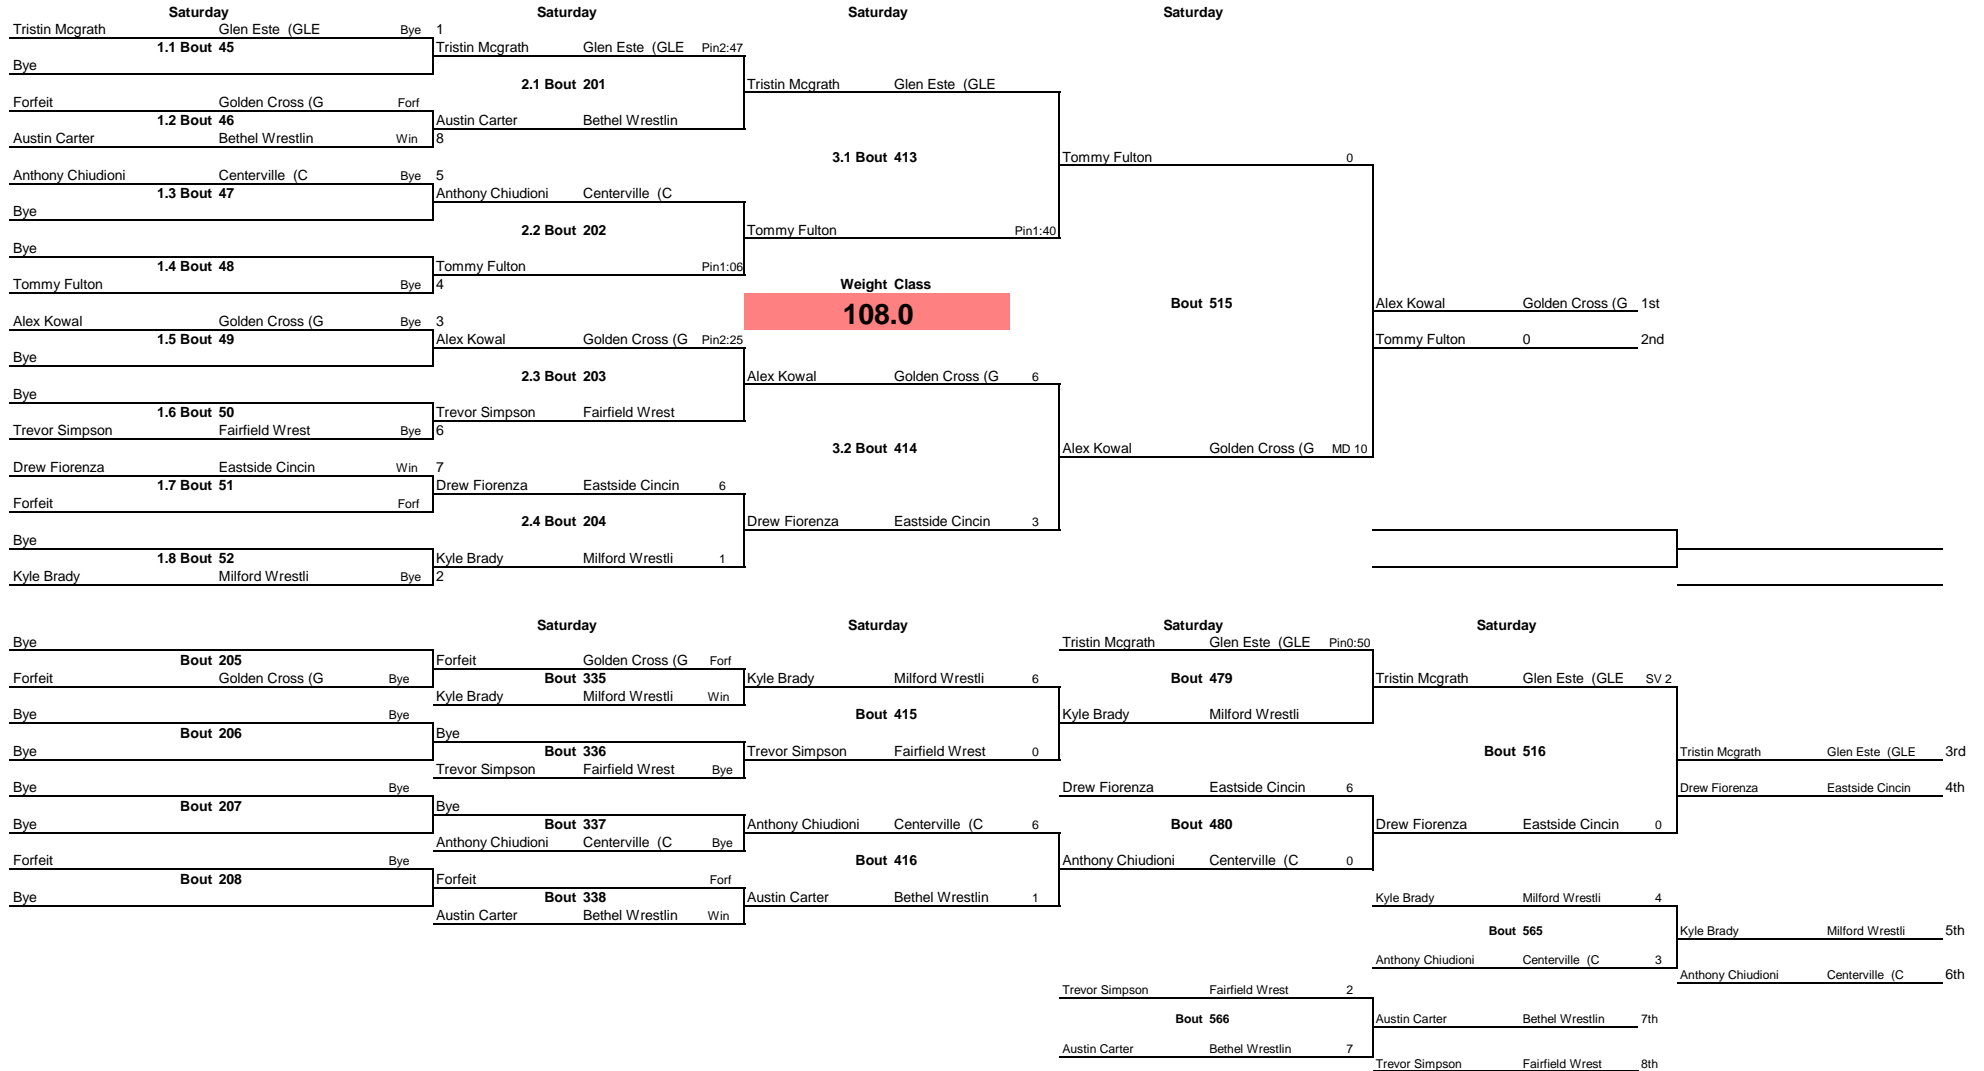 Saturday Saturday Saturday Saturday
Tristin Mcgrath Glen Este (GLE Bye 1
1.1 Bout 45 Tristin Mcgrath Glen Este (GLE Pin2:47
Bye
2.1 Bout 201 Tristin Mcgrath Glen Este (GLE
Forfeit Golden Cross (G Forf
1.2 Bout 46 Austin Carter Bethel Wrestlin
Austin Carter Bethel Wrestlin Win 8
3.1 Bout 413 Tommy Fulton 0
Anthony Chiudioni Centerville (C Bye 5
1.3 Bout 47 Anthony Chiudioni Centerville (C
Bye
2.2 Bout 202 Tommy Fulton Pin1:40
Bye
1.4 Bout 48 Tommy Fulton Pin1:06
Tommy Fulton Bye 4 Weight Class
Bout 515 Alex Kowal Golden Cross (G 1st
108.0
Alex Kowal Golden Cross (G Bye 3
1.5 Bout 49 Alex Kowal Golden Cross (G Pin2:25 Tommy Fulton 0 2nd
Bye
2.3 Bout 203 Alex Kowal Golden Cross (G 6
Bye
1.6 Bout 50 Trevor Simpson Fairfield Wrest
Trevor Simpson Fairfield Wrest Bye 6
3.2 Bout 414 Alex Kowal Golden Cross (G MD 10
Drew Fiorenza Eastside Cincin Win 7
1.7 Bout 51 Drew Fiorenza Eastside Cincin 6
Forfeit Forf
2.4 Bout 204 Drew Fiorenza Eastside Cincin 3
Bye
1.8 Bout 52 Kyle Brady Milford Wrestli 1
Kyle Brady Milford Wrestli Bye 2
Saturday Saturday Saturday Saturday
Bye Tristin Mcgrath Glen Este (GLE Pin0:50
Bout 205 Forfeit Golden Cross (G Forf
Forfeit Golden Cross (G Bye Bout 335 Kyle Brady Milford Wrestli 6 Bout 479 Tristin Mcgrath Glen Este (GLE SV 2
Kyle Brady Milford Wrestli Win
Bye Bye Bout 415 Kyle Brady Milford Wrestli
Bout 206 Bye
Bye Bout 336 Trevor Simpson Fairfield Wrest 0 Bout 516 Tristin Mcgrath Glen Este (GLE 3rd
Trevor Simpson Fairfield Wrest Bye
Bye Bye Drew Fiorenza Eastside Cincin 6 Drew Fiorenza Eastside Cincin 4th
Bout 207 Bye
Bye Bout 337 Anthony Chiudioni Centerville (C 6 Bout 480 Drew Fiorenza Eastside Cincin 0
Anthony Chiudioni Centerville (C Bye
Forfeit Bye Bout 416 Anthony Chiudioni Centerville (C 0
Bout 208 Forfeit Forf
Bye Bout 338 Austin Carter Bethel Wrestlin 1 Kyle Brady Milford Wrestli 4
Austin Carter Bethel Wrestlin Win
Bout 565 Kyle Brady Milford Wrestli 5th
Anthony Chiudioni Centerville (C 3
Anthony Chiudioni Centerville (C 6th
Trevor Simpson Fairfield Wrest 2
Bout 566 Austin Carter Bethel Wrestlin 7th
Austin Carter Bethel Wrestlin 7
Trevor Simpson Fairfield Wrest 8th